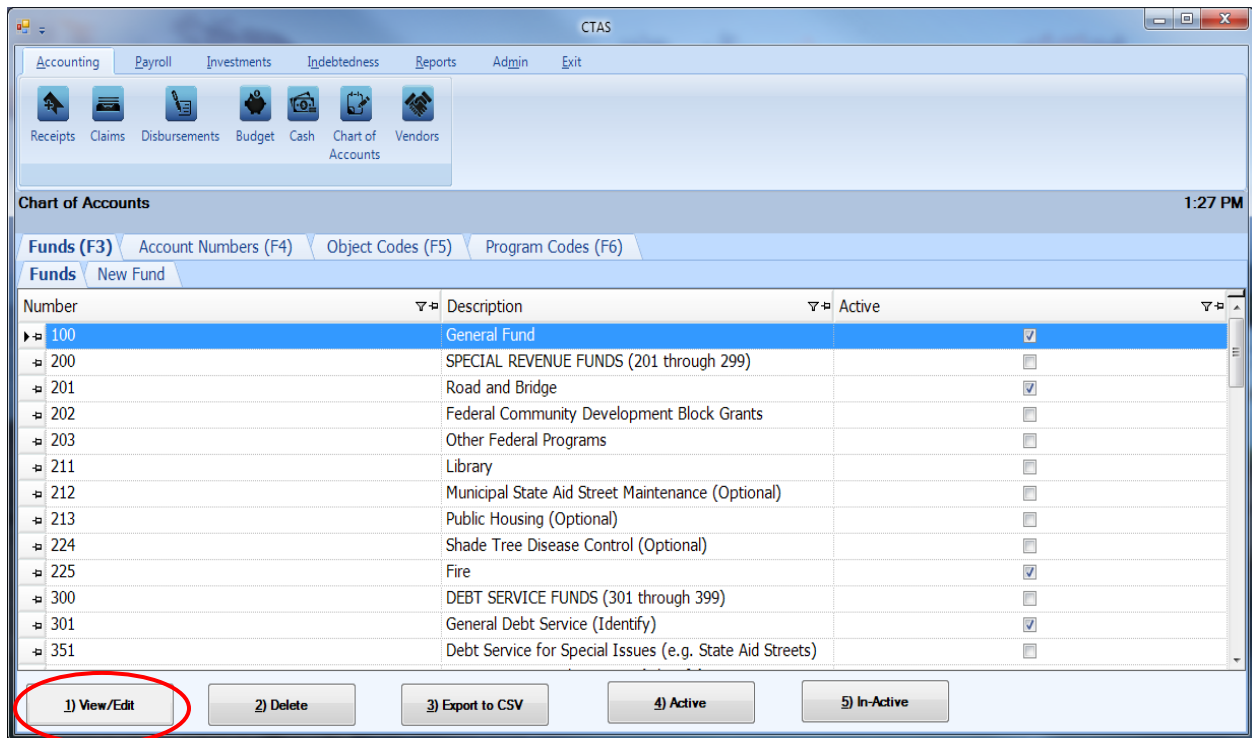 CTAS
Accounting Payroll Investments Indebtedness Reports Admin Exit
Receipts Claims Disbursements Budget Cash Chart of Accounts Vendors
Chart of Accounts 1:27 PM
Funds (F3) Account Numbers (F4) Object Codes (F5) Program Codes (F6)
Funds New Fund
Number Description Active
100 General Fund
200 SPECIAL REVENUE FUNDS (201 through 299)
201 Road and Bridge
202 Federal Community Development Block Grants
203 Other Federal Programs
211 Library
212 Municipal State Aid Street Maintenance (Optional)
213 Public Housing (Optional)
224 Shade Tree Disease Control (Optional)
225 Fire
300 DEBT SERVICE FUNDS (301 through 399)
301 General Debt Service (Identify)
351 Debt Service for Special Issues (e.g. State Aid Streets)
1) View/Edit 2) Delete 3) Export to CSV 4) Active 5) In-Active